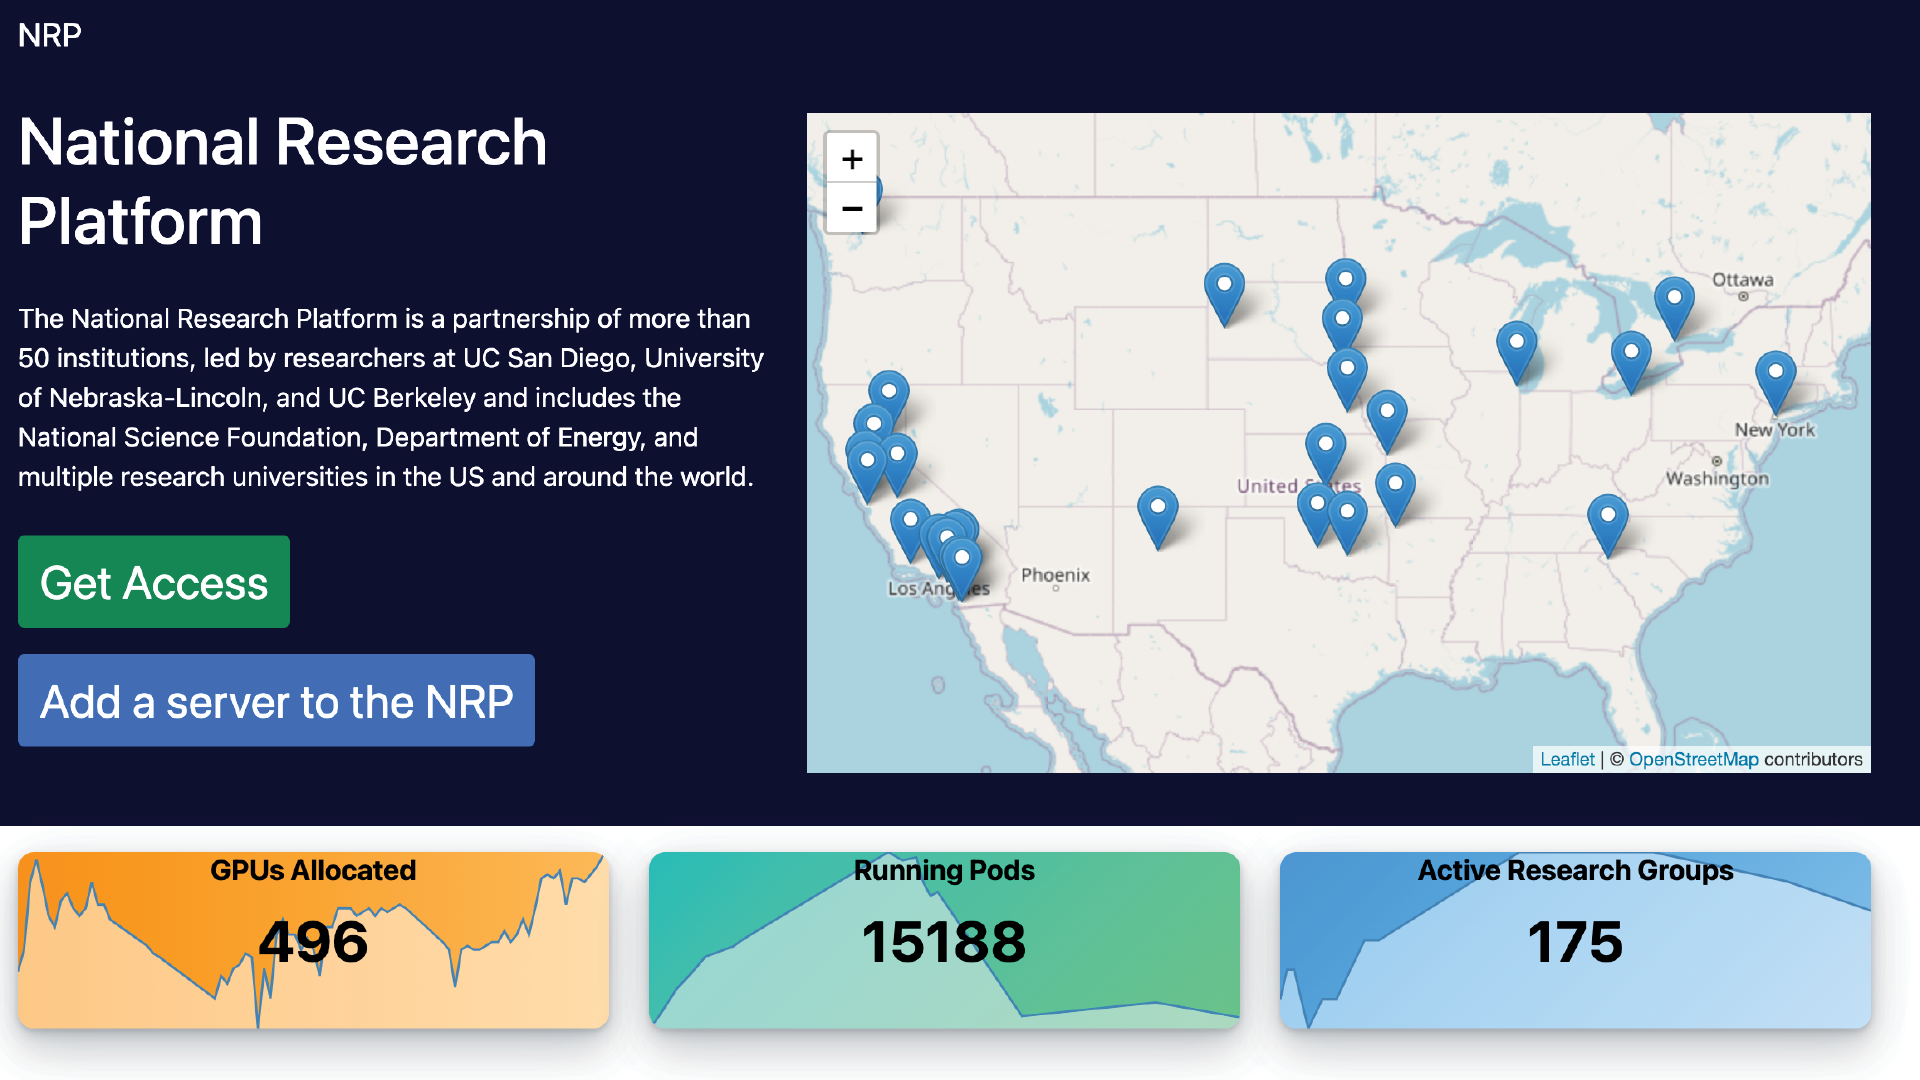 NRP
National Research
Platform
The National Research Platform is a partnership of more than
50 institutions, led by researchers at UC San Diego, University
of Nebraska-Lincoln, and UC Berkeley and includes the
National Science Foundation, Department of Energy, and
multiple research universities in the US and around the world.
Get Access
Add a server to the NRP
+
−
Ottawa
New York
Washington
United States
Phoenix
Los Angeles
Leaflet | © OpenStreetMap contributors
GPUs Allocated
496
Running Pods
15188
Active Research Groups
175